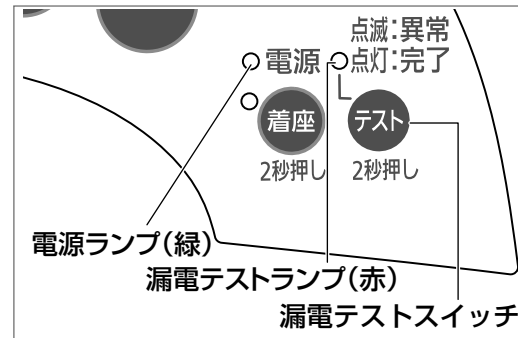 点滅:異常
電源 点灯:完了
着座 テスト
2秒押し 2秒押し
電源ランプ(緑)
漏電テストランプ(赤)
漏電テストスイッチ